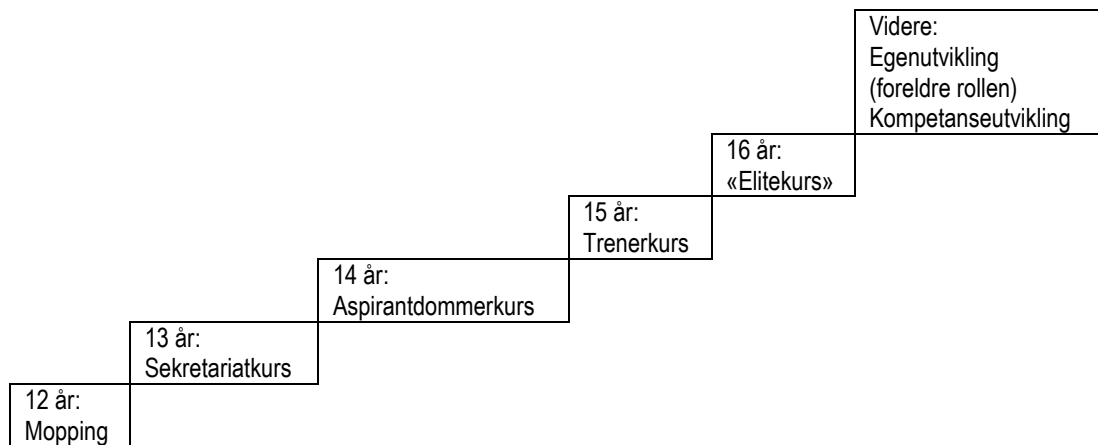 Videre:
Egenutvikling
(foreldre rollen)
Kompetanseutvikling
16 år:
«Elitekurs»
15 år:
Trenerkurs
14 år:
Aspirantdommerkurs
13 år:
Sekretariatkurs
12 år:
Mopping